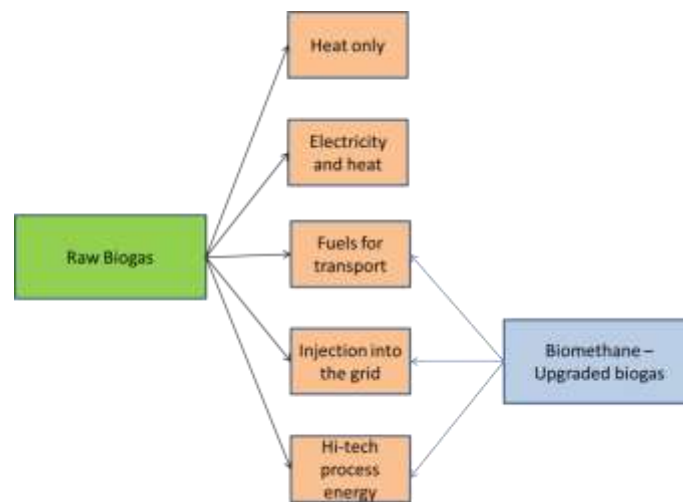 Heat only
Electricity
and heat
Raw Biogas
Fuels for
transport
Injection into
the grid
Biomethane –
Upgraded biogas
Hi-tech
process
energy